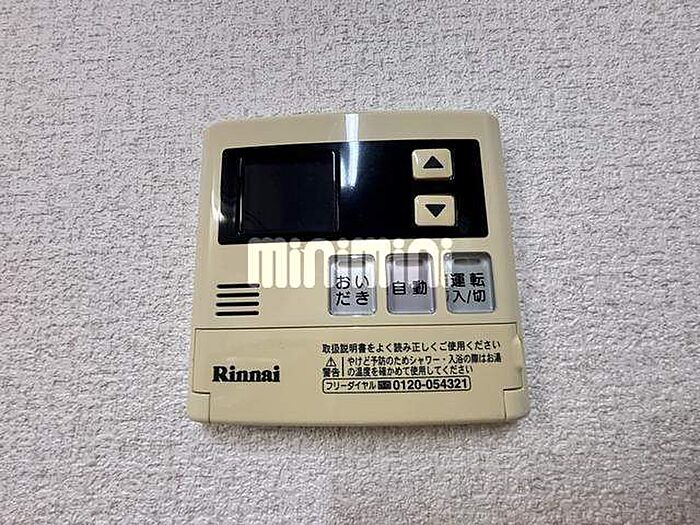 minimini
おい
だき
自動
運転
入/切
Rinnai
取扱説明書をよく読み正しくご使用ください
警告
やけど予防のためシャワー・入浴の際はお湯
の温度を確かめて使用してください
フリーダイヤル 0120-054321